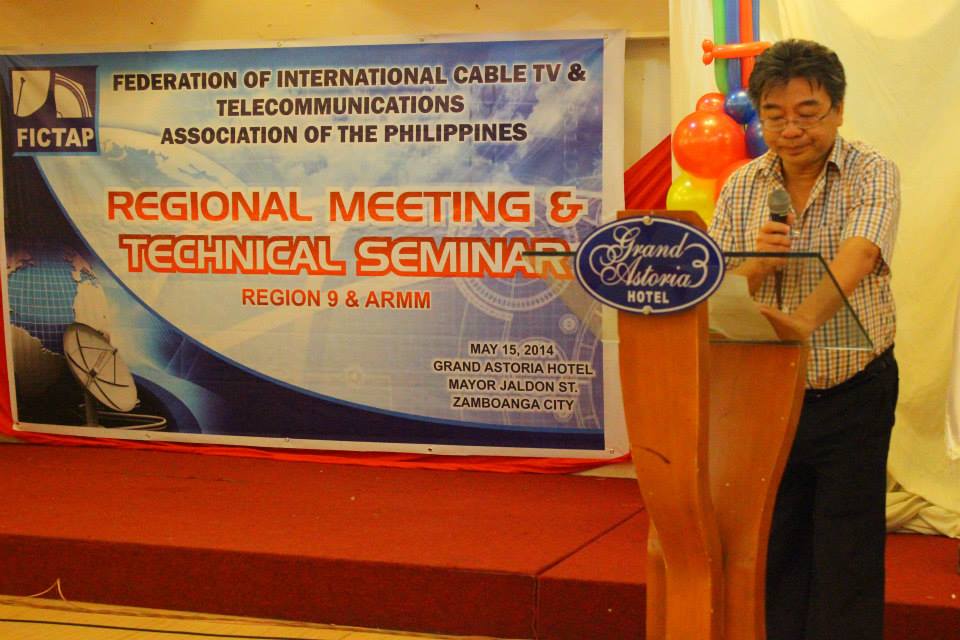 FICTAP
FEDERATION OF INTERNATIONAL CABLE TV &
TELECOMMUNICATIONS
ASSOCIATION OF THE PHILIPPINES
REGIONAL MEETING &
TECHNICAL SEMINAR
REGION 9 & ARMM
MAY 15, 2014
GRAND ASTORIA HOTEL
MAYOR JALDON ST.
ZAMBOANGA CITY
Grand
Astoria
HOTEL